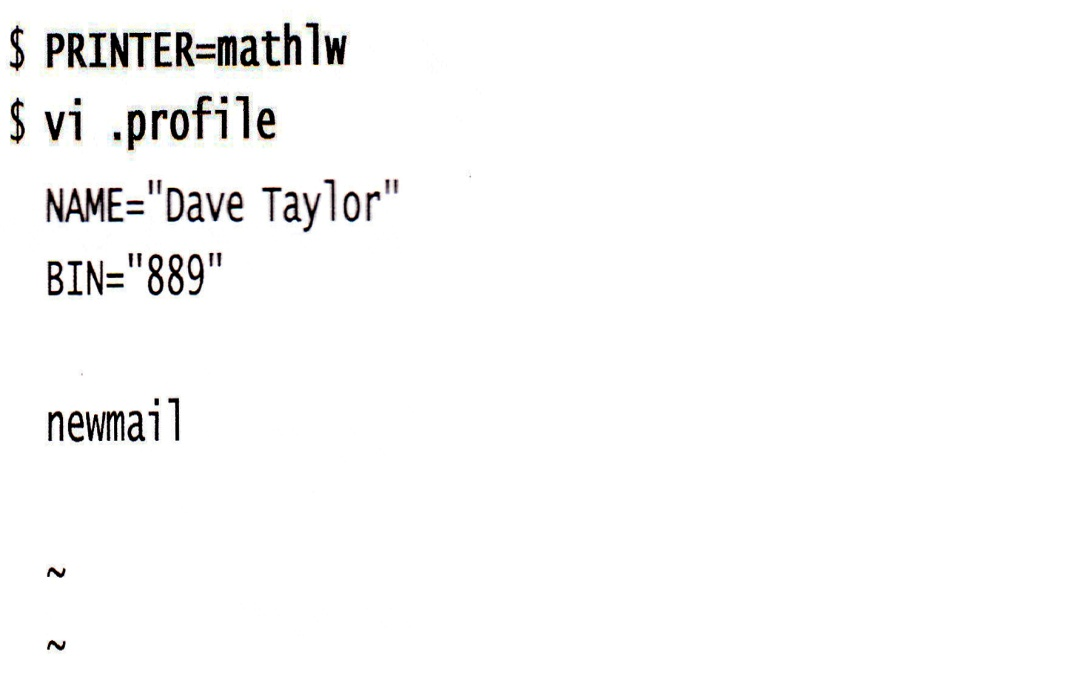 $ PRINTER=mathlw
$ vi .profile
NAME="Dave Taylor"
BIN="889"
newmail
~
~